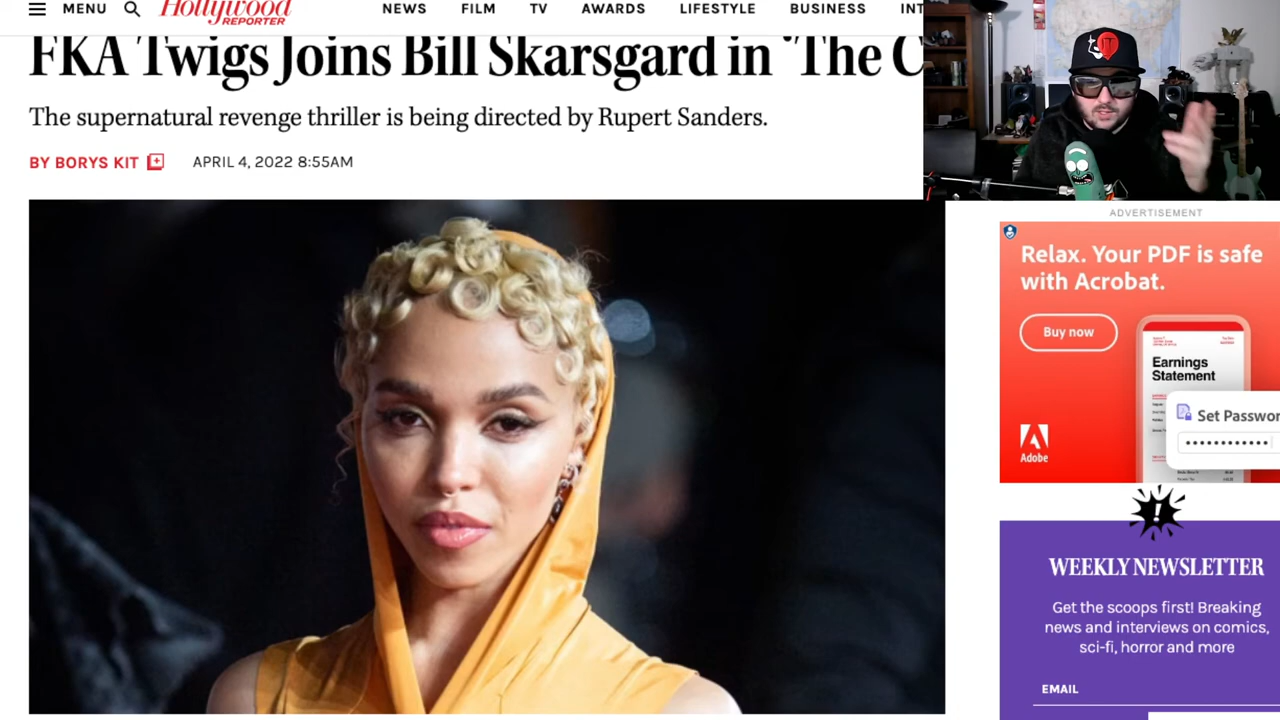 MENU
Hollywood
REPORTER
NEWS
FILM
TV
AWARDS
LIFESTYLE
BUSINESS
INT
FKA Twigs Joins Bill Skarsgard in 'The C
The supernatural revenge thriller is being directed by Rupert Sanders.
BY BORYS KIT
APRIL 4, 2022 8:55AM
ADVERTISEMENT
Relax. Your PDF is safe
with Acrobat.
Buy now
Earnings
Statement
Set Passwor
Adobe
WEEKLY NEWSLETTER
Get the scoops first! Breaking
news and interviews on comics,
sci-fi, horror and more
EMAIL